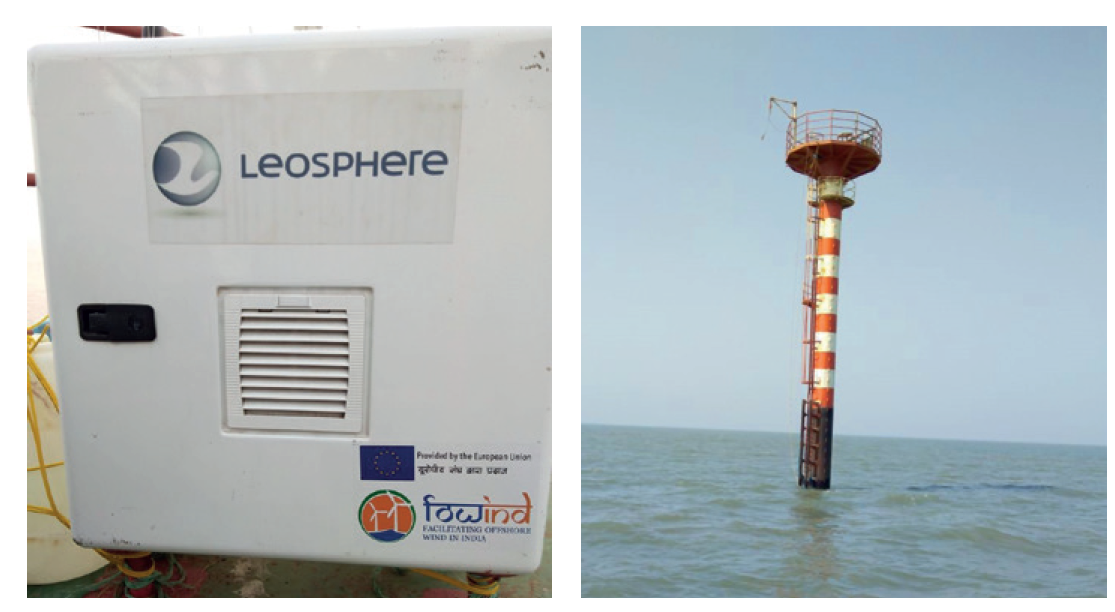 LEOSPHERE
Provided by the European Union
यूरोपीय संघ द्वारा प्रदत्त
fowind
FACILITATING OFFSHORE
WIND IN INDIA